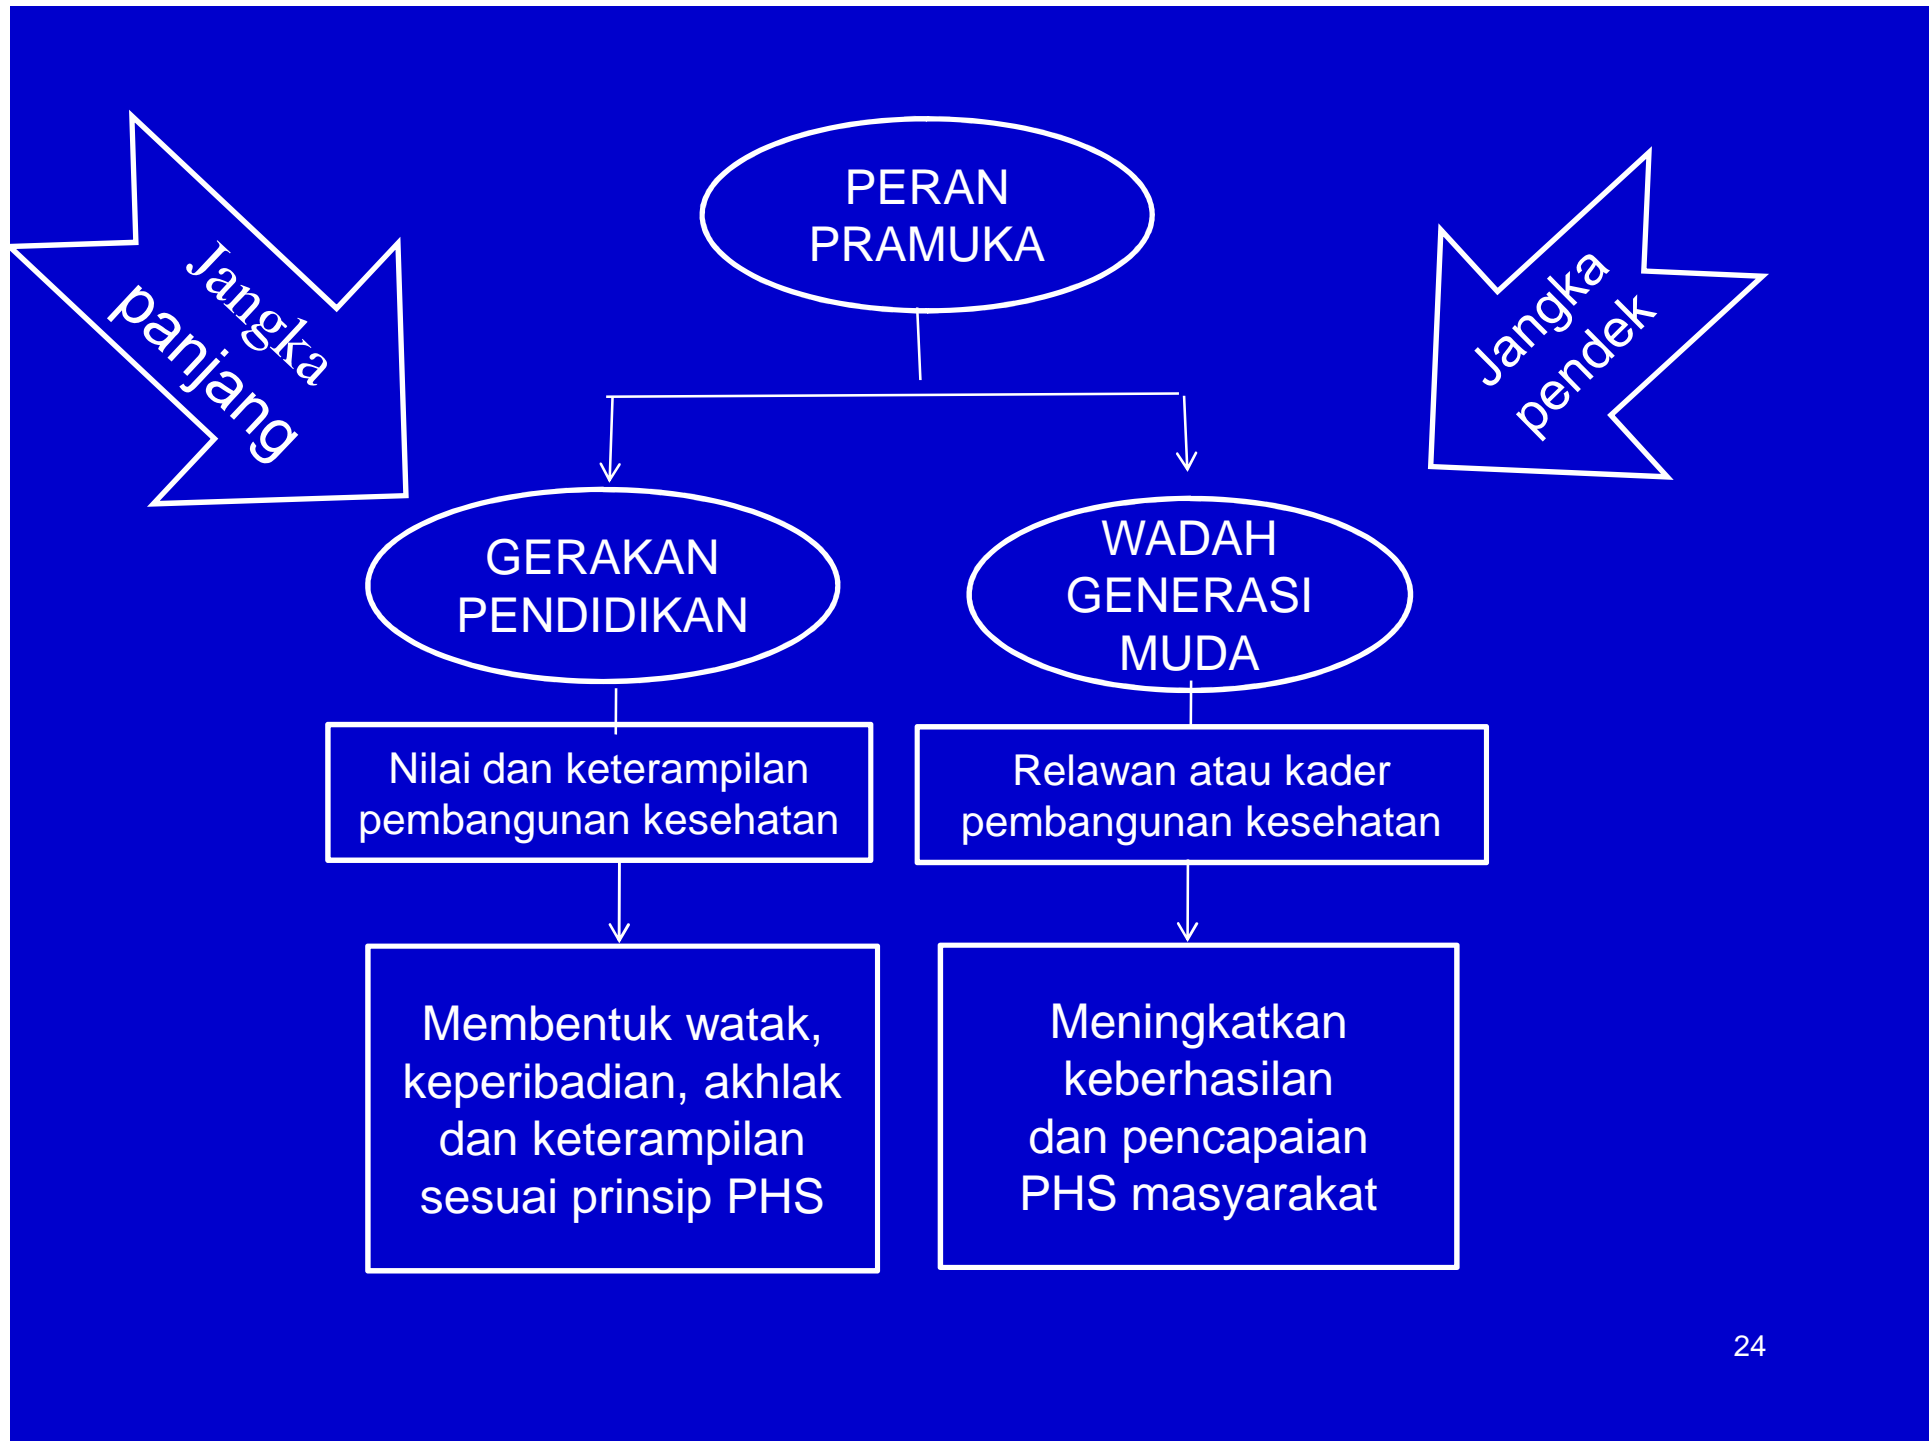 PERAN
PRAMUKA
Jangka
panjang
Jangka
pendek
GERAKAN
PENDIDIKAN
WADAH
GENERASI
MUDA
Nilai dan keterampilan
pembangunan kesehatan
Relawan atau kader
pembangunan kesehatan
Membentuk watak,
keperibadian, akhlak
dan keterampilan
sesuai prinsip PHS
Meningkatkan
keberhasilan
dan pencapaian
PHS masyarakat
24